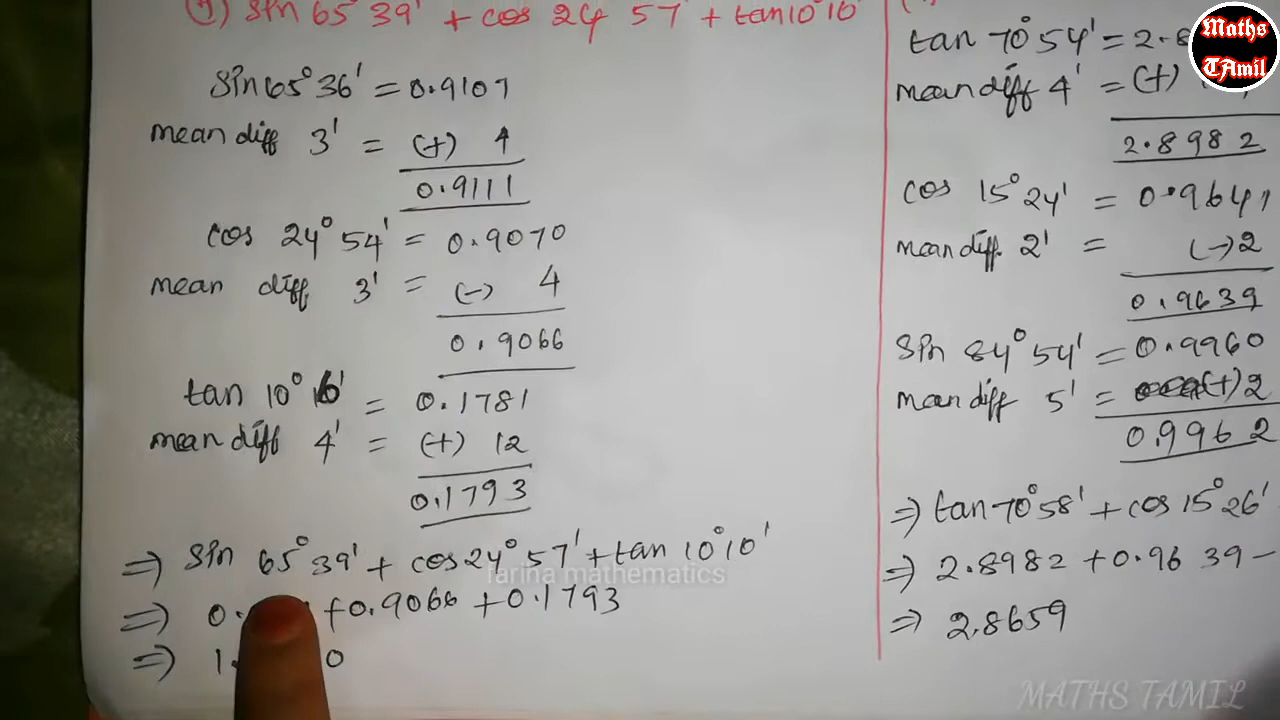 sin 65° 39' + cos 24 57' + tan 10° 10'
sin 65° 36' = 0.9107
mean diff 3' = (+) 4
0.9111
cos 24° 54' = 0.9070
mean diff 3' = (-) 4
0.9066
tan 10° 6' = 0.1781
mean diff 4' = (+) 12
0.1793
⇒ sin 65° 39' + cos 24° 57' + tan 10° 10'
⇒ 0. +0.9066 + 0.1793
⇒ 1. 0
tan 70° 54' = 2.8
mean diff 4' = (+)
2.8982
cos 15° 24' = 0.9641
mean diff 2' = (-) 2
0.9639
sin 84° 54' = 0.9960
mean diff 5' = (+) 2
0.9962
⇒ tan 70° 58' + cos 15° 26'
⇒ 2.8982 + 0.9639 -
⇒ 2.8659
Maths
TAmil
farina mathematics
MATHS TAMIL